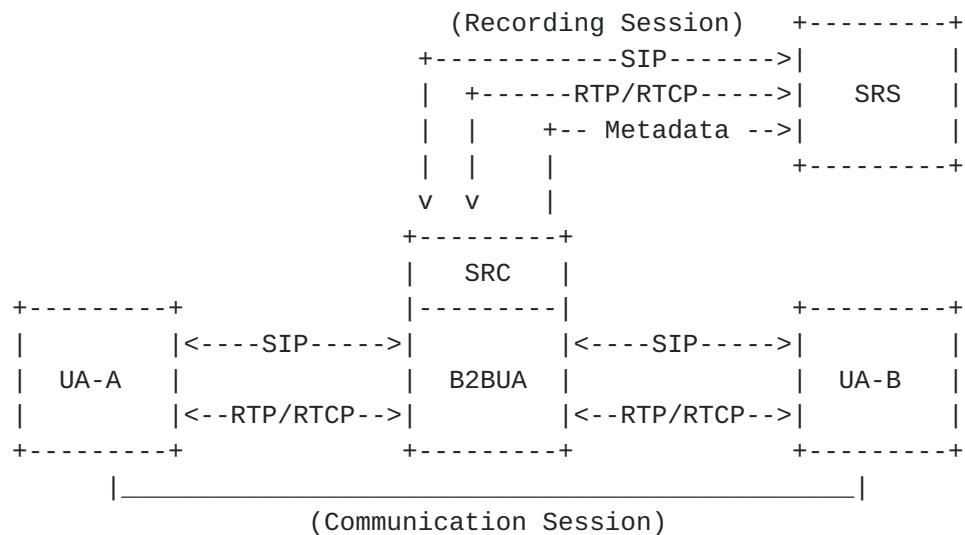 (Recording Session)   +---------+
+------------SIP------->|         |
|  +------RTP/RTCP----->|   SRS   |
|  |    +-- Metadata -->|         |
|  |    |               +---------+
v  v    |
+---------+
|   SRC   |
+---------+               |---------|              +---------+
|         |<----SIP----->|         |<----SIP----->|         |
|  UA-A   |              |  B2BUA  |              |  UA-B   |
|         |<--RTP/RTCP-->|         |<--RTP/RTCP-->|         |
+---------+              +---------+              +---------+
|_______________________________________________|
(Communication Session)